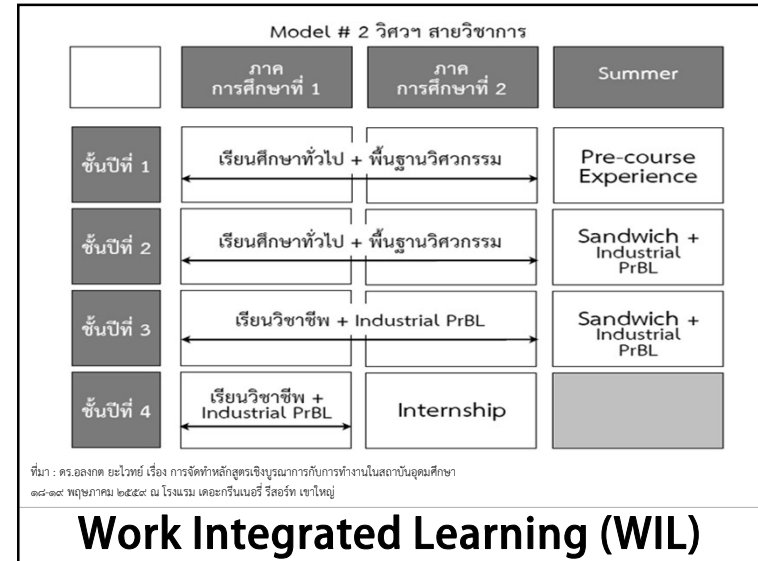 Model # 2 วิศวฯ สายวิชาการ
ภาค
การศึกษาที่ 1
ภาค
การศึกษาที่ 2
Summer
ชั้นปีที่ 1
เรียนศึกษาทั่วไป + พื้นฐานวิศวกรรม
Pre-course
Experience
ชั้นปีที่ 2
เรียนศึกษาทั่วไป + พื้นฐานวิศวกรรม
Sandwich +
Industrial
PrBL
ชั้นปีที่ 3
เรียนวิชาชีพ + Industrial PrBL
Sandwich +
Industrial
PrBL
ชั้นปีที่ 4
เรียนวิชาชีพ +
Industrial PrBL
Internship
ที่มา : ดร.อลงกต ยะไวทย์ เรื่อง การจัดทำหลักสูตรเชิงบูรณาการกับการทำงานในสถาบันอุดมศึกษา
๑๘-๑๙ พฤษภาคม ๒๕๕๙ ณ โรงแรม เดอะกรีนเนอรี่ รีสอร์ท เขาใหญ่
Work Integrated Learning (WIL)